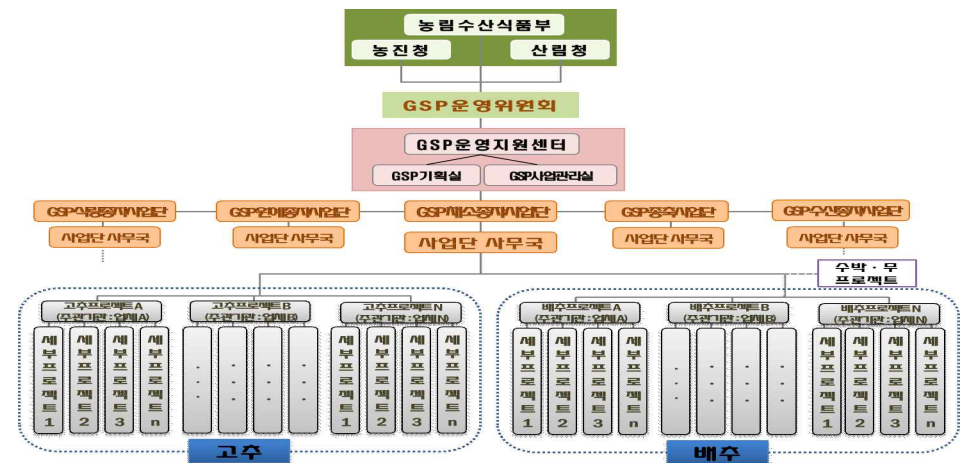 농림수산식품부
농진청
산림청
GSP운영위원회
GSP운영지원센터
GSP기획실
GSP사업관리실
GSP식량종자사업단
GSP원예종자사업단
GSP채소종자사업단
GSP종축사업단
GSP수산종자사업단
사업단 사무국
사업단 사무국
사업단 사무국
사업단 사무국
사업단 사무국
수박·무
프로젝트
고추프로젝트A
(주관기관:업체A)
고추프로젝트B
(주관기관:업체B)
고추프로젝트N
(주관기관:업체N)
배추프로젝트A
(주관기관:업체A)
배추프로젝트B
(주관기관:업체B)
배추프로젝트N
(주관기관:업체N)
세부프로젝트1
세부프로젝트2
세부프로젝트3
세부프로젝트n
세부프로젝트1
세부프로젝트2
세부프로젝트3
세부프로젝트n
세부프로젝트1
세부프로젝트2
세부프로젝트3
세부프로젝트n
세부프로젝트1
세부프로젝트2
세부프로젝트3
세부프로젝트n
고추
배추